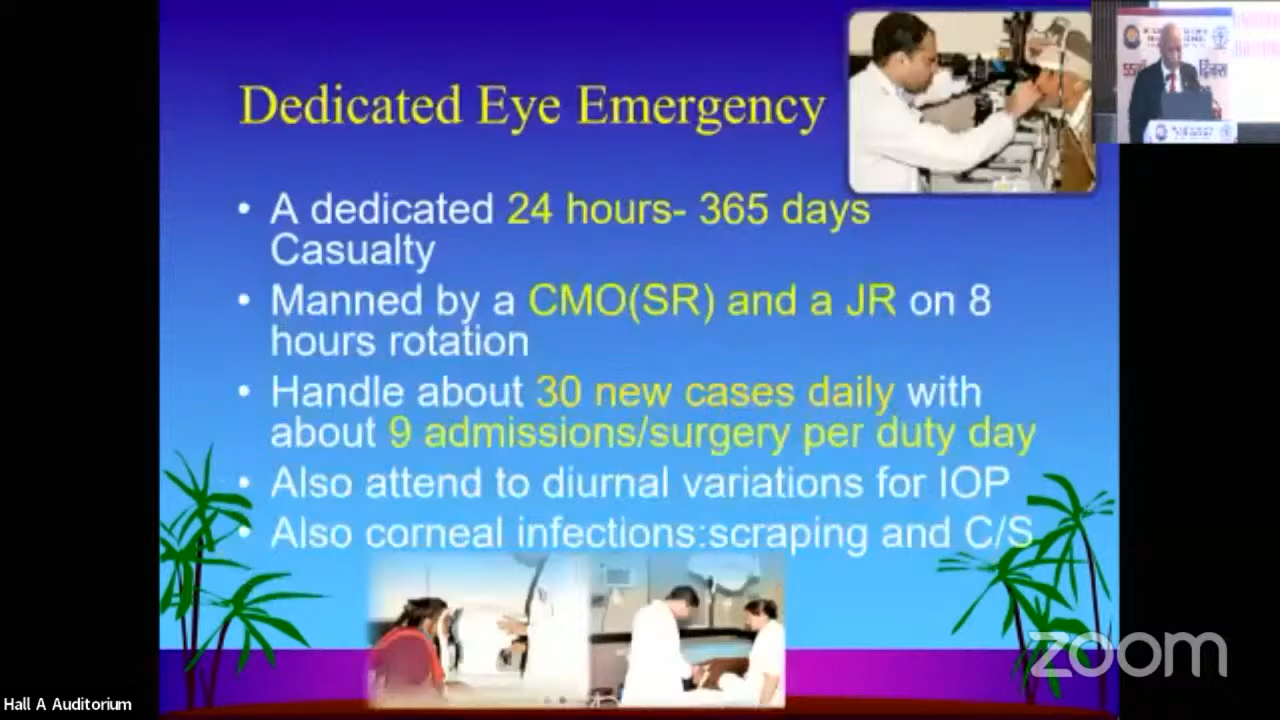 Dedicated Eye Emergency
• A dedicated 24 hours- 365 days
Casualty
• Manned by a CMO(SR) and a JR on 8
hours rotation
• Handle about 30 new cases daily with
about 9 admissions/surgery per duty day
• Also attend to diurnal variations for IOP
• Also corneal infections:scraping and C/S
zoom
Hall A Auditorium